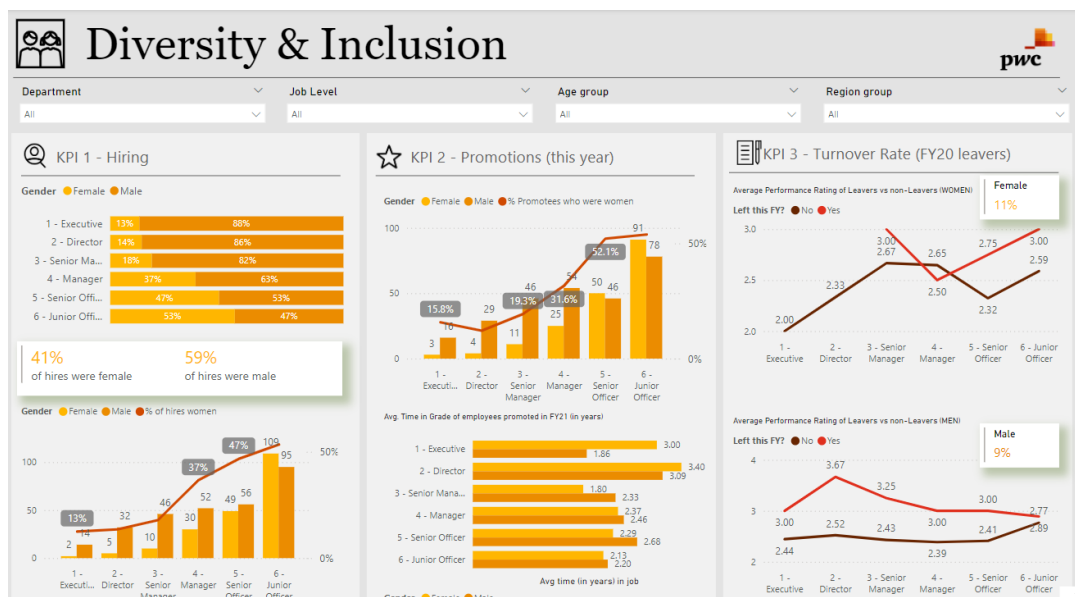 Diversity & Inclusion
pwc
Department
Job Level
Age group
Region group
All
All
All
All
KPI 1 - Hiring
Gender Female Male
1 - Executive 13% 88%
2 - Director 14% 86%
3 - Senior Ma... 18% 82%
4 - Manager 37% 63%
5 - Senior Offi... 47% 53%
6 - Junior Offi... 53% 47%
41%
of hires were female
59%
of hires were male
Gender Female Male % of hires women
100
50
0
50%
0%
13%
37%
47%
2 14
5 32
10 46
30 52
49 56
109 95
1 -
Executi...
2 -
Director
3 -
Senior
Manager
4 -
Manager
5 -
Senior
Officer
6 -
Junior
Officer
KPI 2 - Promotions (this year)
Gender Female Male % Promotees who were women
100
50
0
50%
0%
15.8%
19.3%
31.6%
52.1%
3 16
4 29
11 46
25 54
50 46
91 78
1 -
Executi...
2 -
Director
3 -
Senior
Manager
4 -
Manager
5 -
Senior
Officer
6 -
Junior
Officer
Avg. Time in Grade of employees promoted in FY21 (in years)
1 - Executive 3.00 1.86
2 - Director 3.40 3.09
3 - Senior Mana... 1.80 2.33
4 - Manager 2.37 2.46
5 - Senior Officer 2.29 2.68
6 - Junior Officer 2.13 2.20
Avg time (in years) in job
Gender Female Male
KPI 3 - Turnover Rate (FY20 leavers)
Average Performance Rating of Leavers vs non-Leavers (WOMEN)
Left this FY? No Yes
Female
11%
3.0
2.5
2.0
2.00
2.33
3.00
2.67
2.65
2.50
2.75
2.32
3.00
2.59
1 -
Executive
2 -
Director
3 - Senior
Manager
4 -
Manager
5 - Senior
Officer
6 - Junior
Officer
Average Performance Rating of Leavers vs non-Leavers (MEN)
Left this FY? No Yes
Male
9%
4
3
2
3.00
2.44
3.67
2.52
3.25
2.43
3.00
2.39
3.00
2.41
2.77
2.89
1 -
Executive
2 -
Director
3 - Senior
Manager
4 -
Manager
5 - Senior
Officer
6 - Junior
Officer